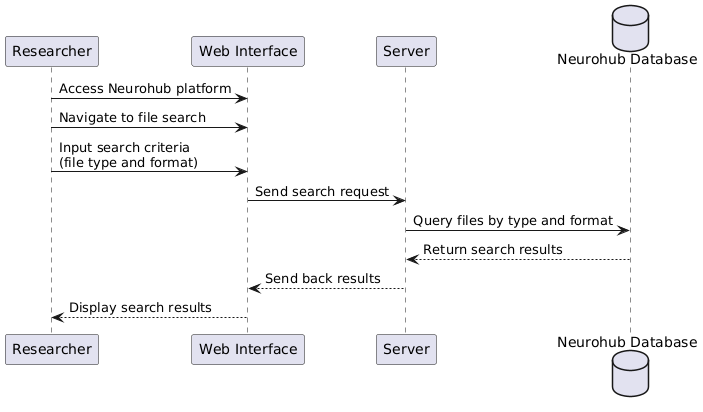 Researcher
Web Interface
Server
Neurohub Database
Access Neurohub platform
Navigate to file search
Input search criteria
(file type and format)
Send search request
Query files by type and format
Return search results
Send back results
Display search results
Researcher
Web Interface
Server
Neurohub Database